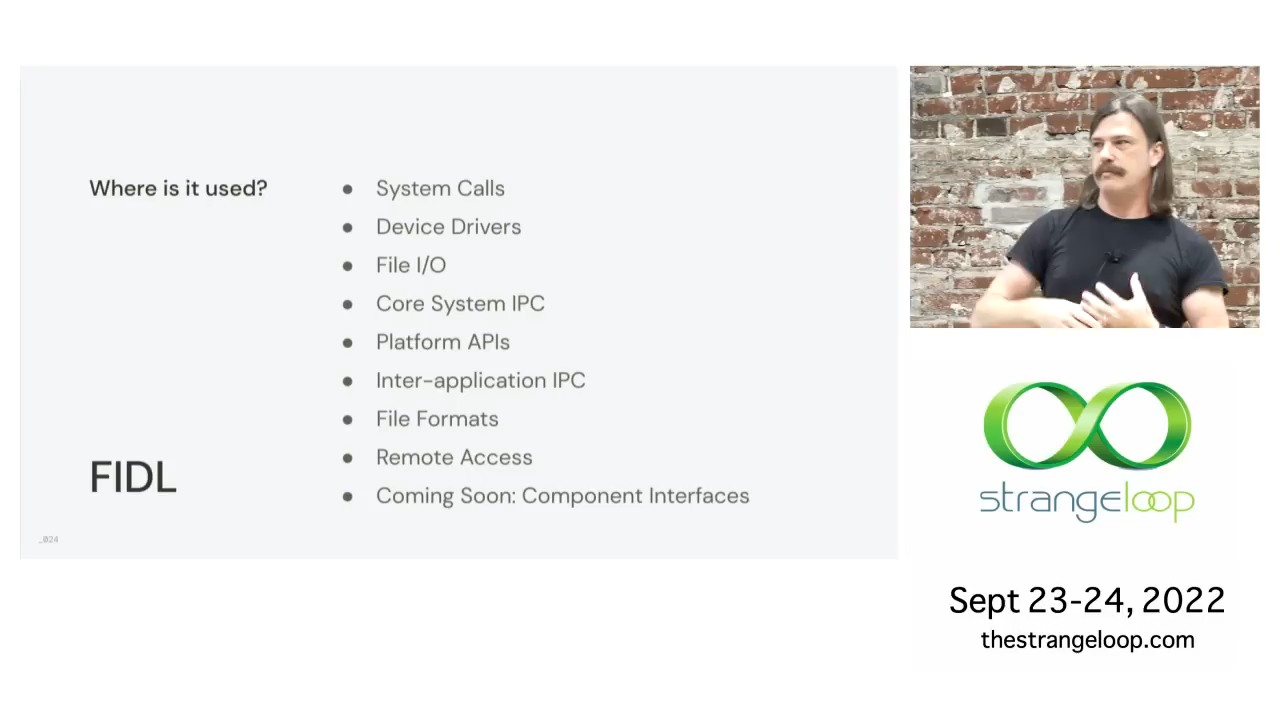 Where is it used?
● System Calls
● Device Drivers
● File I/O
● Core System IPC
● Platform APIs
● Inter-application IPC
● File Formats
● Remote Access
● Coming Soon: Component Interfaces
FIDL
_024
strangeloop
Sept 23-24, 2022
thestrangeloop.com